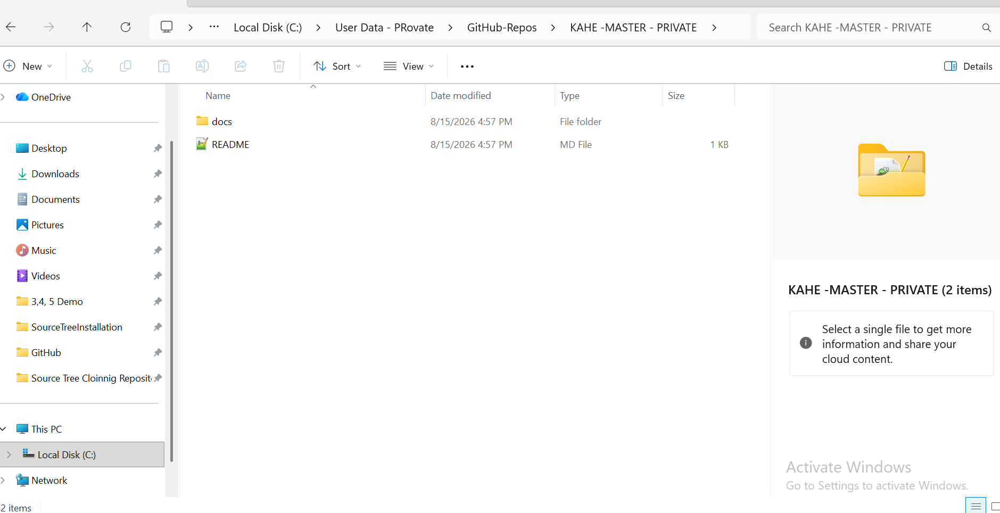 Local Disk (C:) > User Data - PRovate > GitHub-Repos > KAHE -MASTER - PRIVATE >
Search KAHE -MASTER - PRIVATE
New
Sort
View
Details
OneDrive
Desktop
Downloads
Documents
Pictures
Music
Videos
3,4, 5 Demo
SourceTreeInstallation
GitHub
Source Tree Cloinnig Reposit
This PC
Local Disk (C:)
Network
Name Date modified Type Size
docs 8/15/2026 4:57 PM File folder
README 8/15/2026 4:57 PM MD File 1 KB
KAHE -MASTER - PRIVATE (2 items)
Select a single file to get more
information and share your
cloud content.
Activate Windows
Go to Settings to activate Windows.
2 items